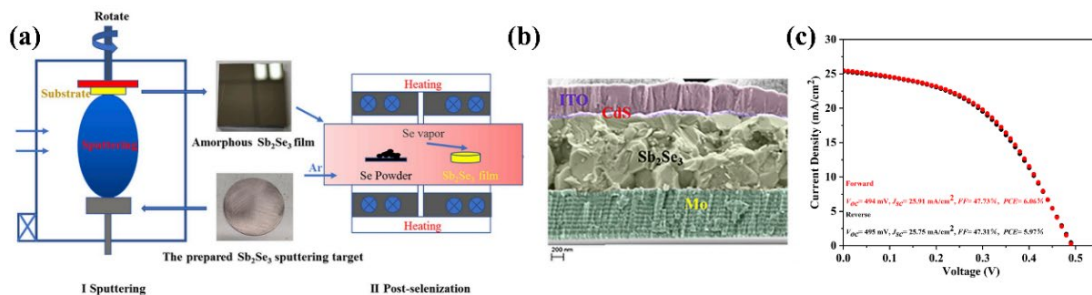 (a)
Rotate
Substrate
Sputtering
Amorphous Sb₂Se₃ film
The prepared Sb₂Se₃ sputtering target
I Sputtering
Heating
Se vapor
Ar
Se Powder
Sb₂Se₃ film
Heating
II Post-selenization
(b)
ITO
CdS
Sb₂Se₃
Mo
200 nm
(c)
Current Density (mA/cm²)
30
25
20
15
10
5
0
Forward
V_OC= 494 mV, J_SC= 25.91 mA/cm², FF= 47.73%, PCE= 6.06%
Reverse
V_OC= 495 mV, J_SC= 25.75 mA/cm², FF= 47.31%, PCE= 5.97%
0.0 0.1 0.2 0.3 0.4 0.5
Voltage (V)